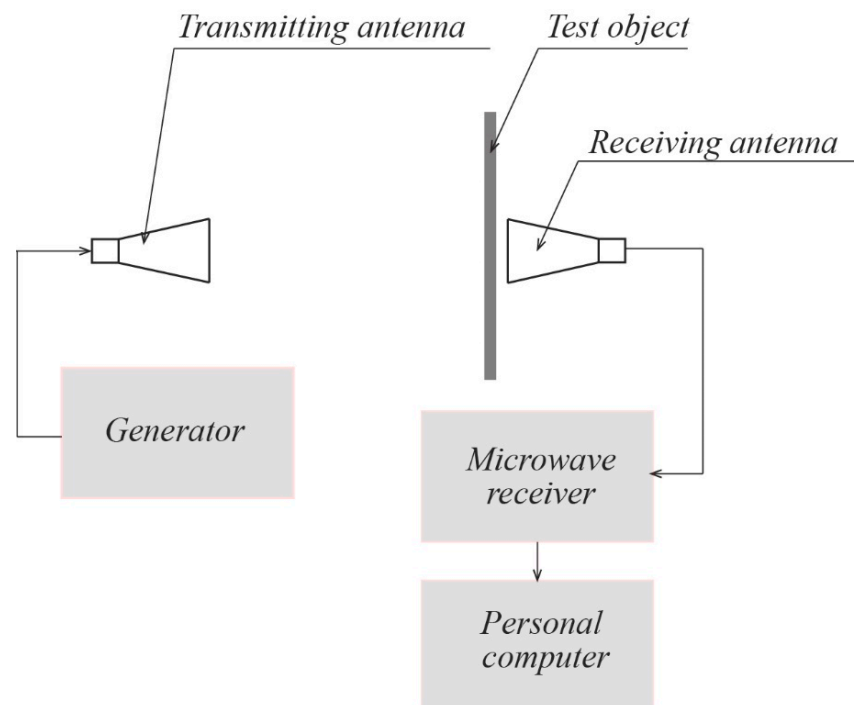 Transmitting antenna
Test object
Receiving antenna
Generator
Microwave
receiver
Personal
computer